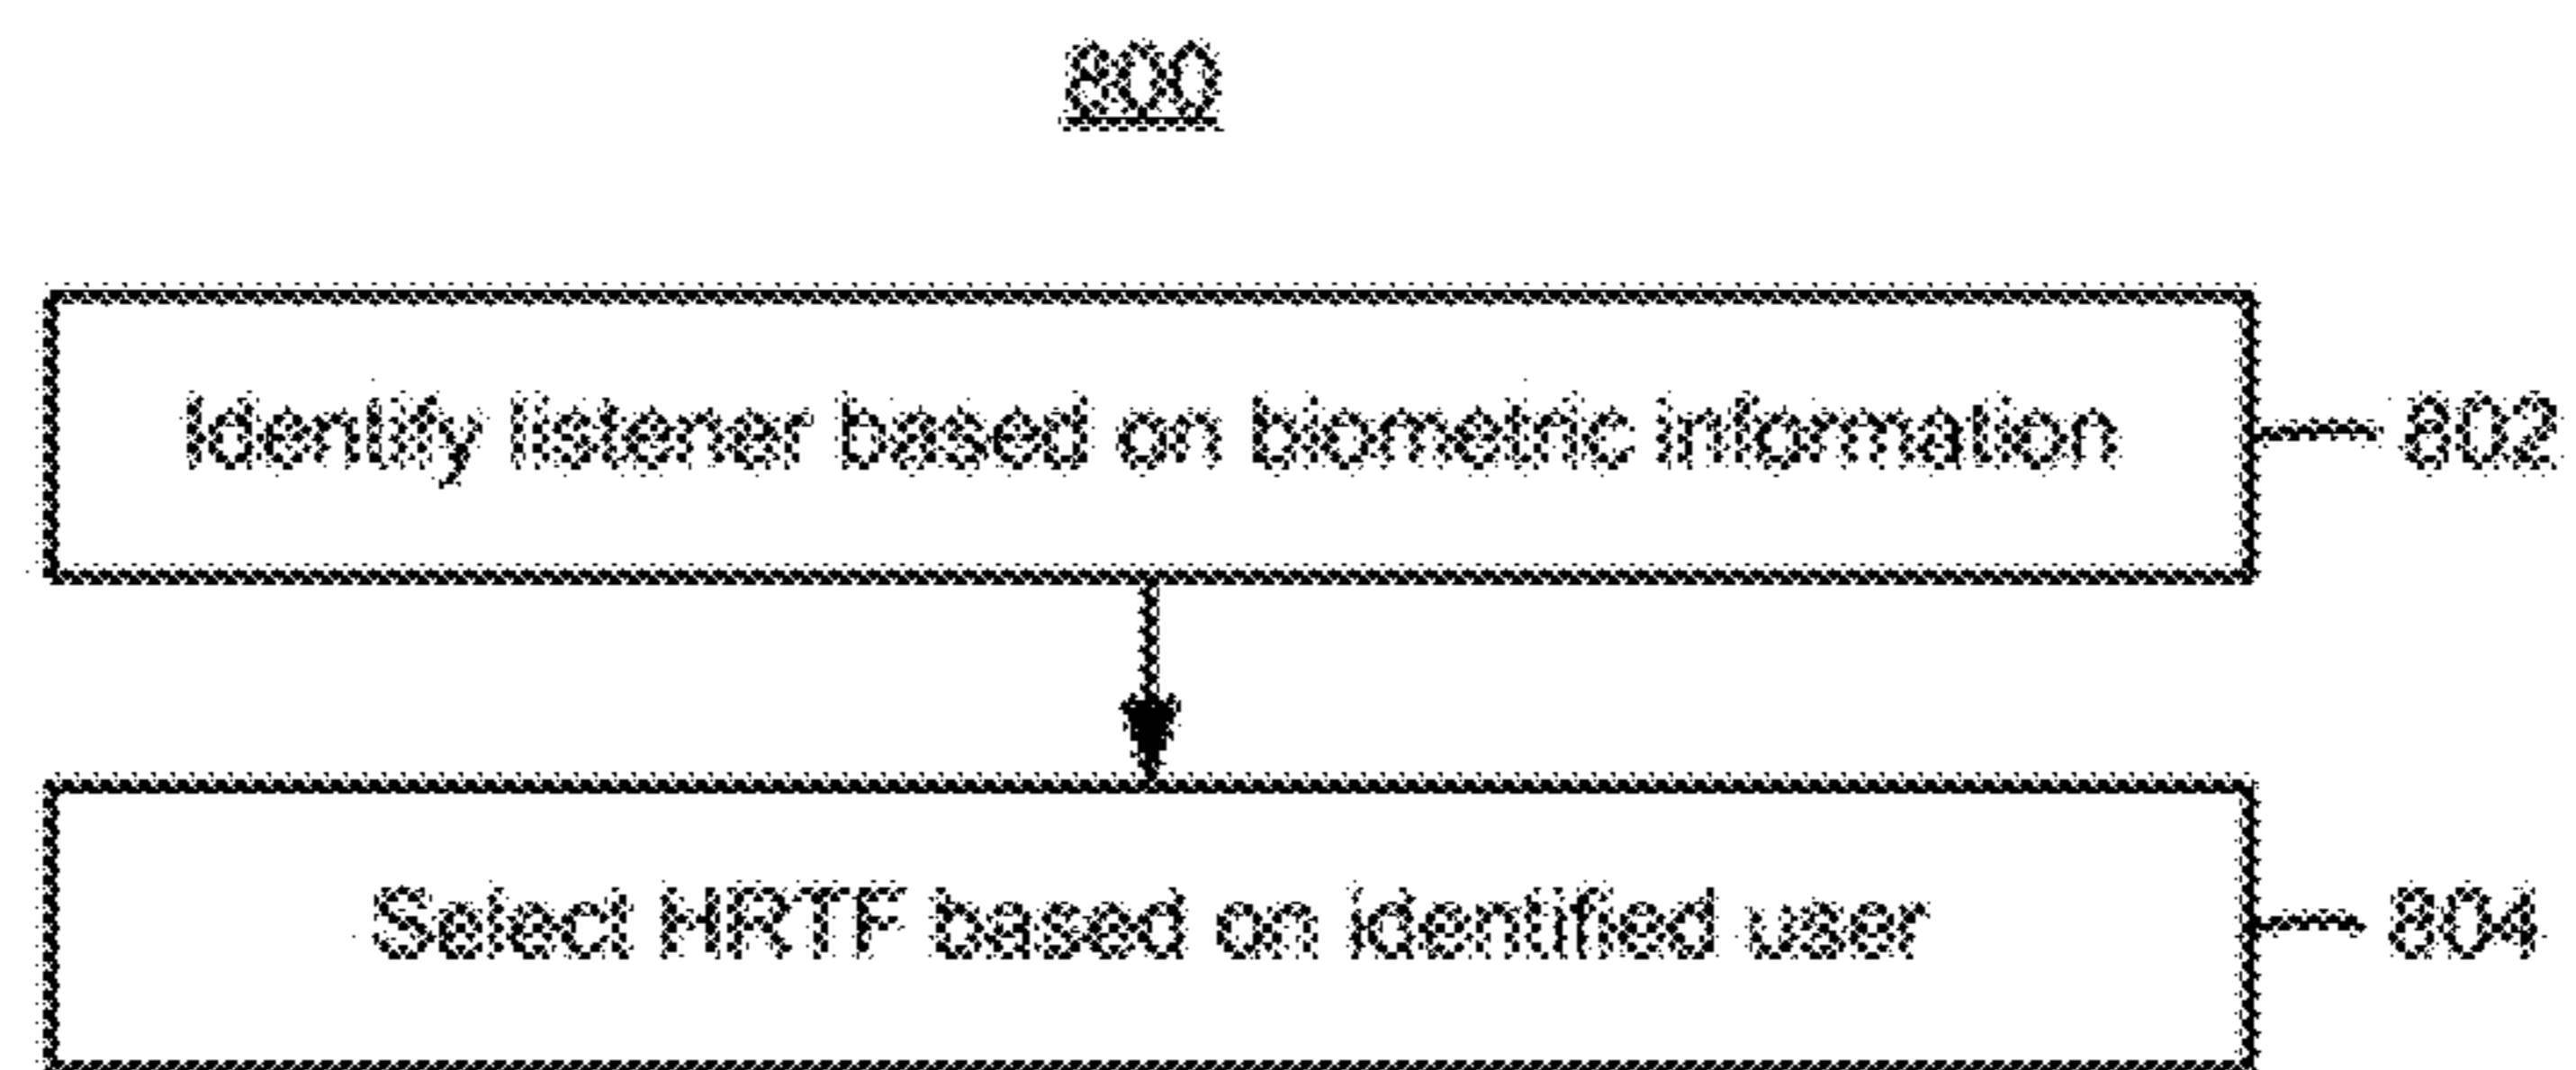 800
Identify listener based on biometric information
802
Select HRTF based on identified user
804